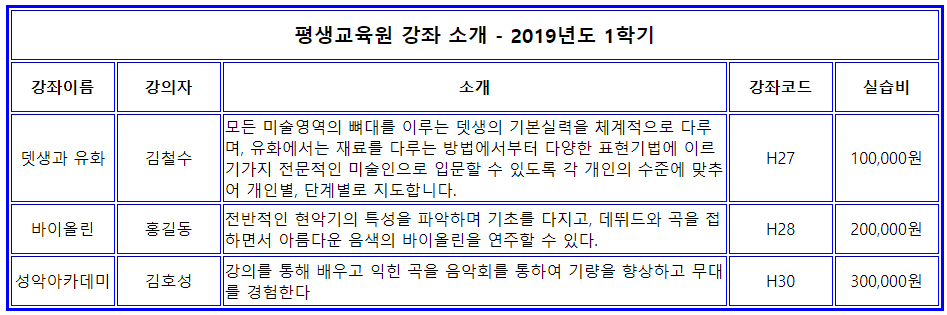 평생교육원 강좌 소개 - 2019년도 1학기
강좌이름 강의자 소개 강좌코드 실습비
뎃생과 유화 김철수 모든 미술영역의 뼈대를 이루는 뎃생의 기본실력을 체계적으로 다루
며, 유화에서는 재료를 다루는 방법에서부터 다양한 표현기법에 이르
기가지 전문적인 미술인으로 입문할 수 있도록 각 개인의 수준에 맞추
어 개인별, 단계별로 지도합니다. H27 100,000원
바이올린 홍길동 전반적인 현악기의 특성을 파악하며 기초를 다지고, 데뛰드와 곡을 접
하면서 아름다운 음색의 바이올린을 연주할 수 있다. H28 200,000원
성악아카데미 김호성 강의를 통해 배우고 익힌 곡을 음악회를 통하여 기량을 향상하고 무대
를 경험한다 H30 300,000원